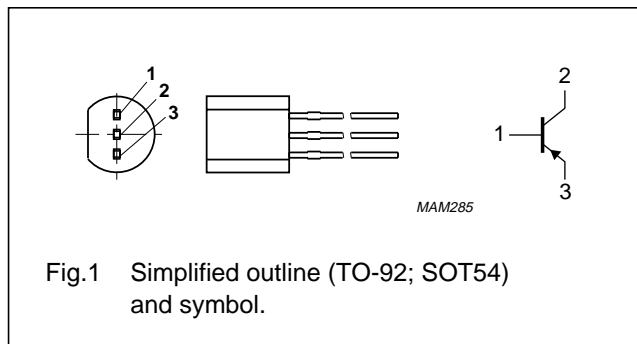 1
2
3
2
1
3
MAM285
Fig.1 Simplified outline (TO-92; SOT54)
and symbol.